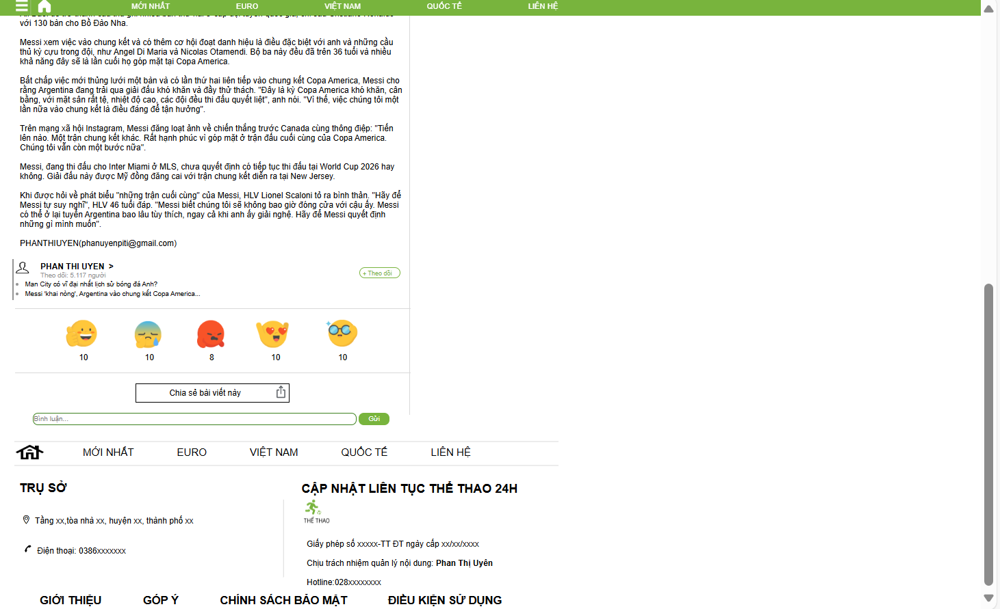 MỚI NHẤT EURO VIỆT NAM QUỐC TẾ LIÊN HỆ
với 130 bàn cho Bồ Đào Nha.
Messi xem việc vào chung kết và có thêm cơ hội đoạt danh hiệu là điều đặc biệt với anh và những cầu
thủ kỳ cựu trong đội, như Angel Di Maria và Nicolas Otamendi. Bộ ba này đều đã trên 36 tuổi và nhiều
khả năng đây sẽ là lần cuối họ góp mặt tại Copa America.
Bất chấp việc mới thủng lưới một bàn và có lần thứ hai liên tiếp vào chung kết Copa America, Messi cho
rằng Argentina đang trải qua giải đấu khó khăn và đầy thử thách. "Đây là kỳ Copa America khó khăn, cân
bằng, với mặt sân rất tệ, nhiệt độ cao, các đội đều thi đấu quyết liệt", anh nói. "Vì thế, việc chúng tôi một
lần nữa vào chung kết là điều đáng để tận hưởng".
Trên mạng xã hội Instagram, Messi đăng loạt ảnh về chiến thắng trước Canada cùng thông điệp: "Tiến
lên nào. Một trận chung kết khác. Rất hạnh phúc vì góp mặt ở trận đấu cuối cùng của Copa America.
Chúng tôi vẫn còn một bước nữa".
Messi, đang thi đấu cho Inter Miami ở MLS, chưa quyết định có tiếp tục thi đấu tại World Cup 2026 hay
không. Giải đấu này được Mỹ đồng đăng cai với trận chung kết diễn ra tại New Jersey.
Khi được hỏi về phát biểu "những trận cuối cùng" của Messi, HLV Lionel Scaloni tỏ ra bình thản. "Hãy để
Messi tự suy nghĩ", HLV 46 tuổi đáp. "Messi biết chúng tôi sẽ không bao giờ đóng cửa với cậu ấy. Messi
có thể ở lại tuyển Argentina bao lâu tùy thích, ngay cả khi anh ấy giải nghệ. Hãy để Messi quyết định
những gì mình muốn".
PHANTHIUYEN(phanuyenpiti@gmail.com)
PHAN THI UYEN >
Theo dõi: 5.117 người
+ Theo dõi
Man City có vĩ đại nhất lịch sử bóng đá Anh?
Messi 'khai nòng', Argentina vào chung kết Copa America...
10 10 8 10 10
Chia sẻ bài viết này
Bình luận... Gửi
MỚI NHẤT EURO VIỆT NAM QUỐC TẾ LIÊN HỆ
TRỤ SỞ
Tầng xx,tòa nhà xx, huyện xx, thành phố xx
Điện thoại: 0386xxxxxxx
CẬP NHẬT LIÊN TỤC THỂ THAO 24H
THỂ THAO
Giấy phép số xxxxx-TT ĐT ngày cấp xx/xx/xxxx
Chịu trách nhiệm quản lý nội dung: Phan Thị Uyên
Hotline:028xxxxxxxx
GIỚI THIỆU GÓP Ý CHÍNH SÁCH BẢO MẬT ĐIỀU KIỆN SỬ DỤNG